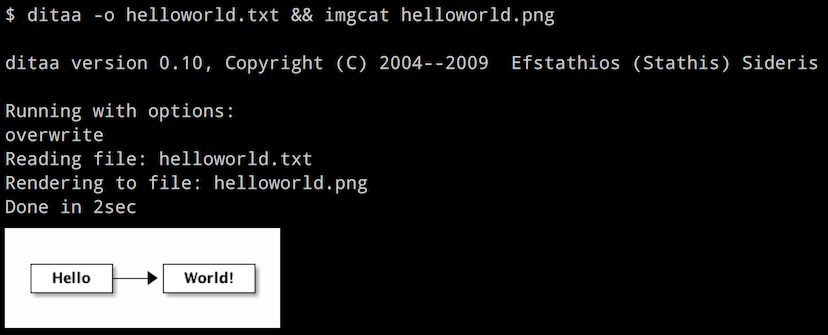 $ ditaa -o helloworld.txt && imgcat helloworld.png
ditaa version 0.10, Copyright (C) 2004--2009  Efstathios (Stathis) Sideris
Running with options:
overwrite
Reading file: helloworld.txt
Rendering to file: helloworld.png
Done in 2sec
Hello World!